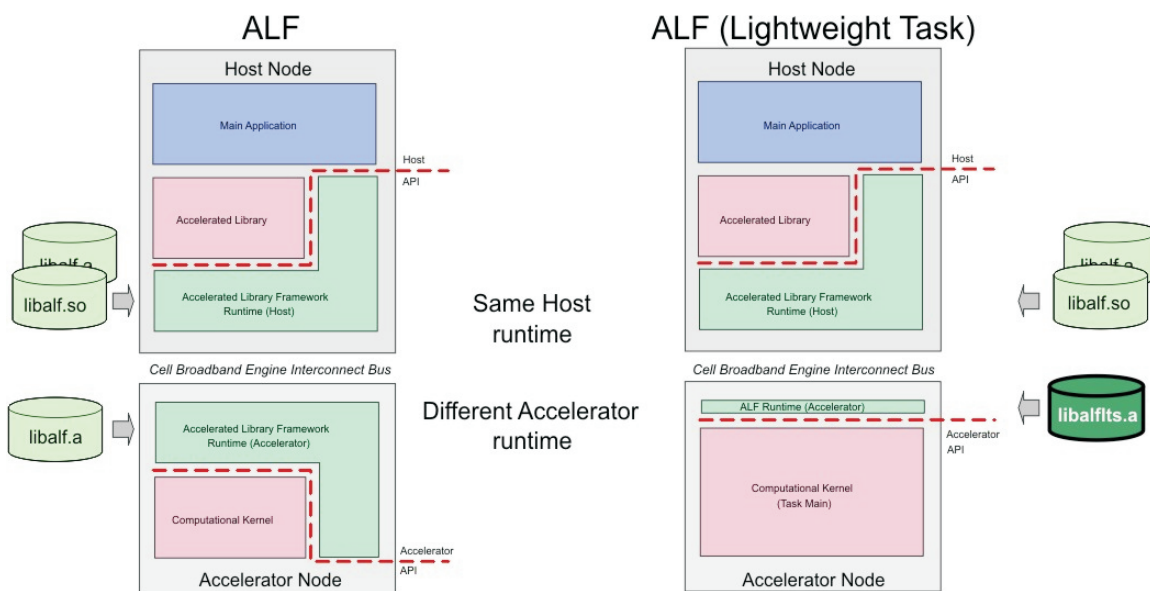 ALF
Host Node
Main Application
Host
API
Accelerated Library
Accelerated Library Framework
Runtime (Host)
libalf.a
libalf.so
Cell Broadband Engine Interconnect Bus
libalf.a
Accelerated Library Framework
Runtime (Accelerator)
Computational Kernel
Accelerator
API
Accelerator Node
Same Host
runtime
Different Accelerator
runtime
ALF (Lightweight Task)
Host Node
Main Application
Host
API
Accelerated Library
Accelerated Library Framework
Runtime (Host)
libalf.a
libalf.so
Cell Broadband Engine Interconnect Bus
ALF Runtime (Accelerator)
libalflts.a
Accelerator
API
Computational Kernel
(Task Main)
Accelerator Node